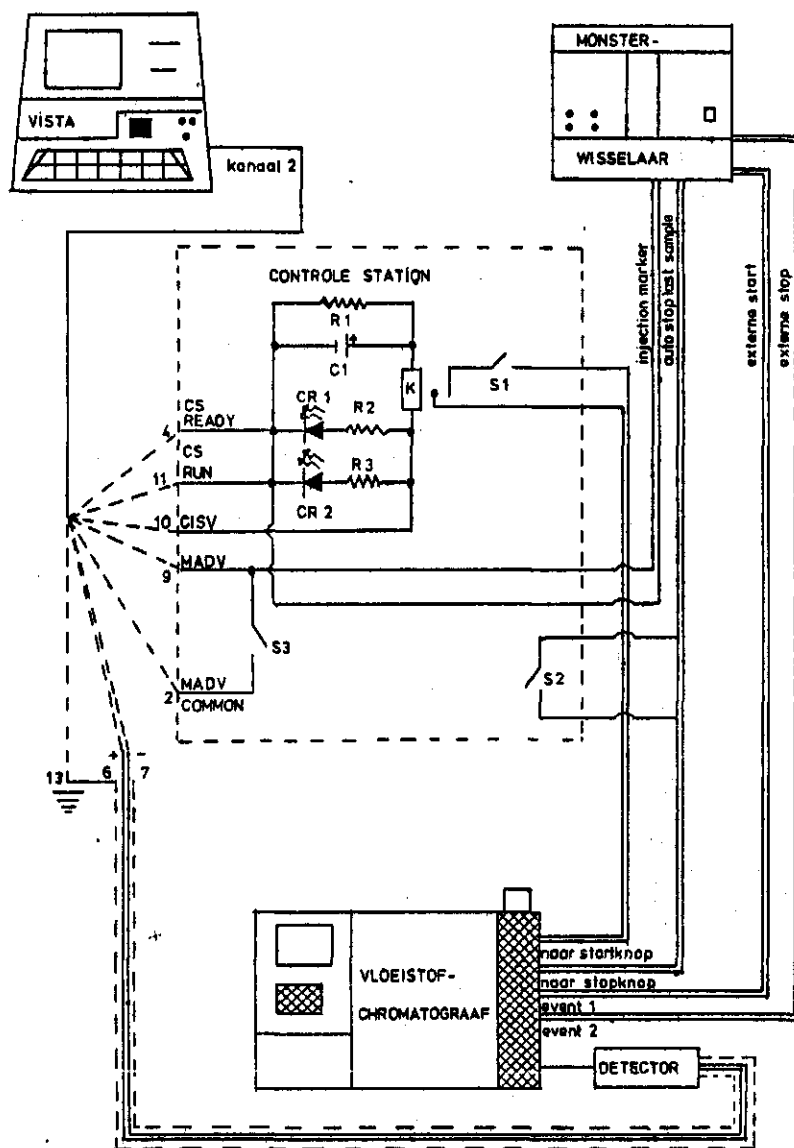 MONSTER-
VISTA
WISSELAAR
kanaal 2
CONTROLE STATION
injection marker
auto stop last sample
externe start
externe stop
R1
C1
K
S1
CR 1
R2
CS
READY
4
CS
RUN
11
R3
CR 2
10 CISV
MADV
9
S3
MADV
2
COMMON
S2
+ -
13 6 7
VLOEISTOF-
CHROMATOGRAAF
naar startknop
naar stopknop
event 1
event 2
DETECTOR